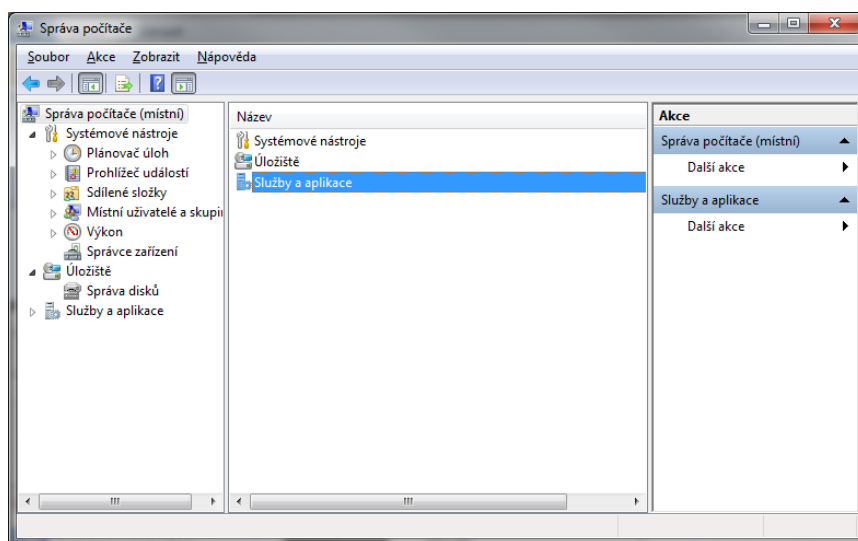 Správa počítače
Soubor Akce Zobrazit Nápověda
Správa počítače (místní)
Systémové nástroje
Plánovač úloh
Prohlížeč událostí
Sdílené složky
Místní uživatelé a skupin
Výkon
Správce zařízení
Úložiště
Správa disků
Služby a aplikace
Název
Systémové nástroje
Úložiště
Služby a aplikace
Akce
Správa počítače (místní)
Další akce
Služby a aplikace
Další akce